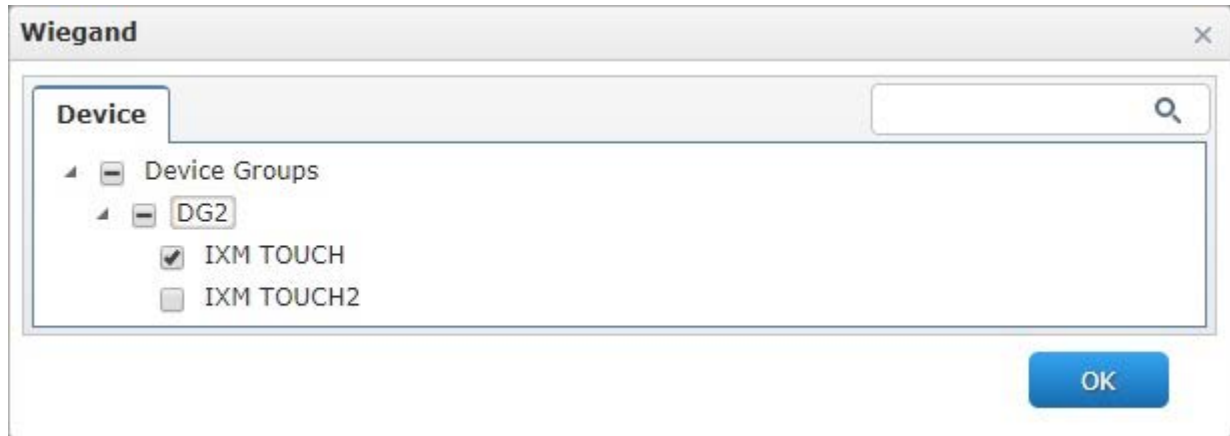 Wiegand
Device
Device Groups
DG2
IXM TOUCH
IXM TOUCH2
OK